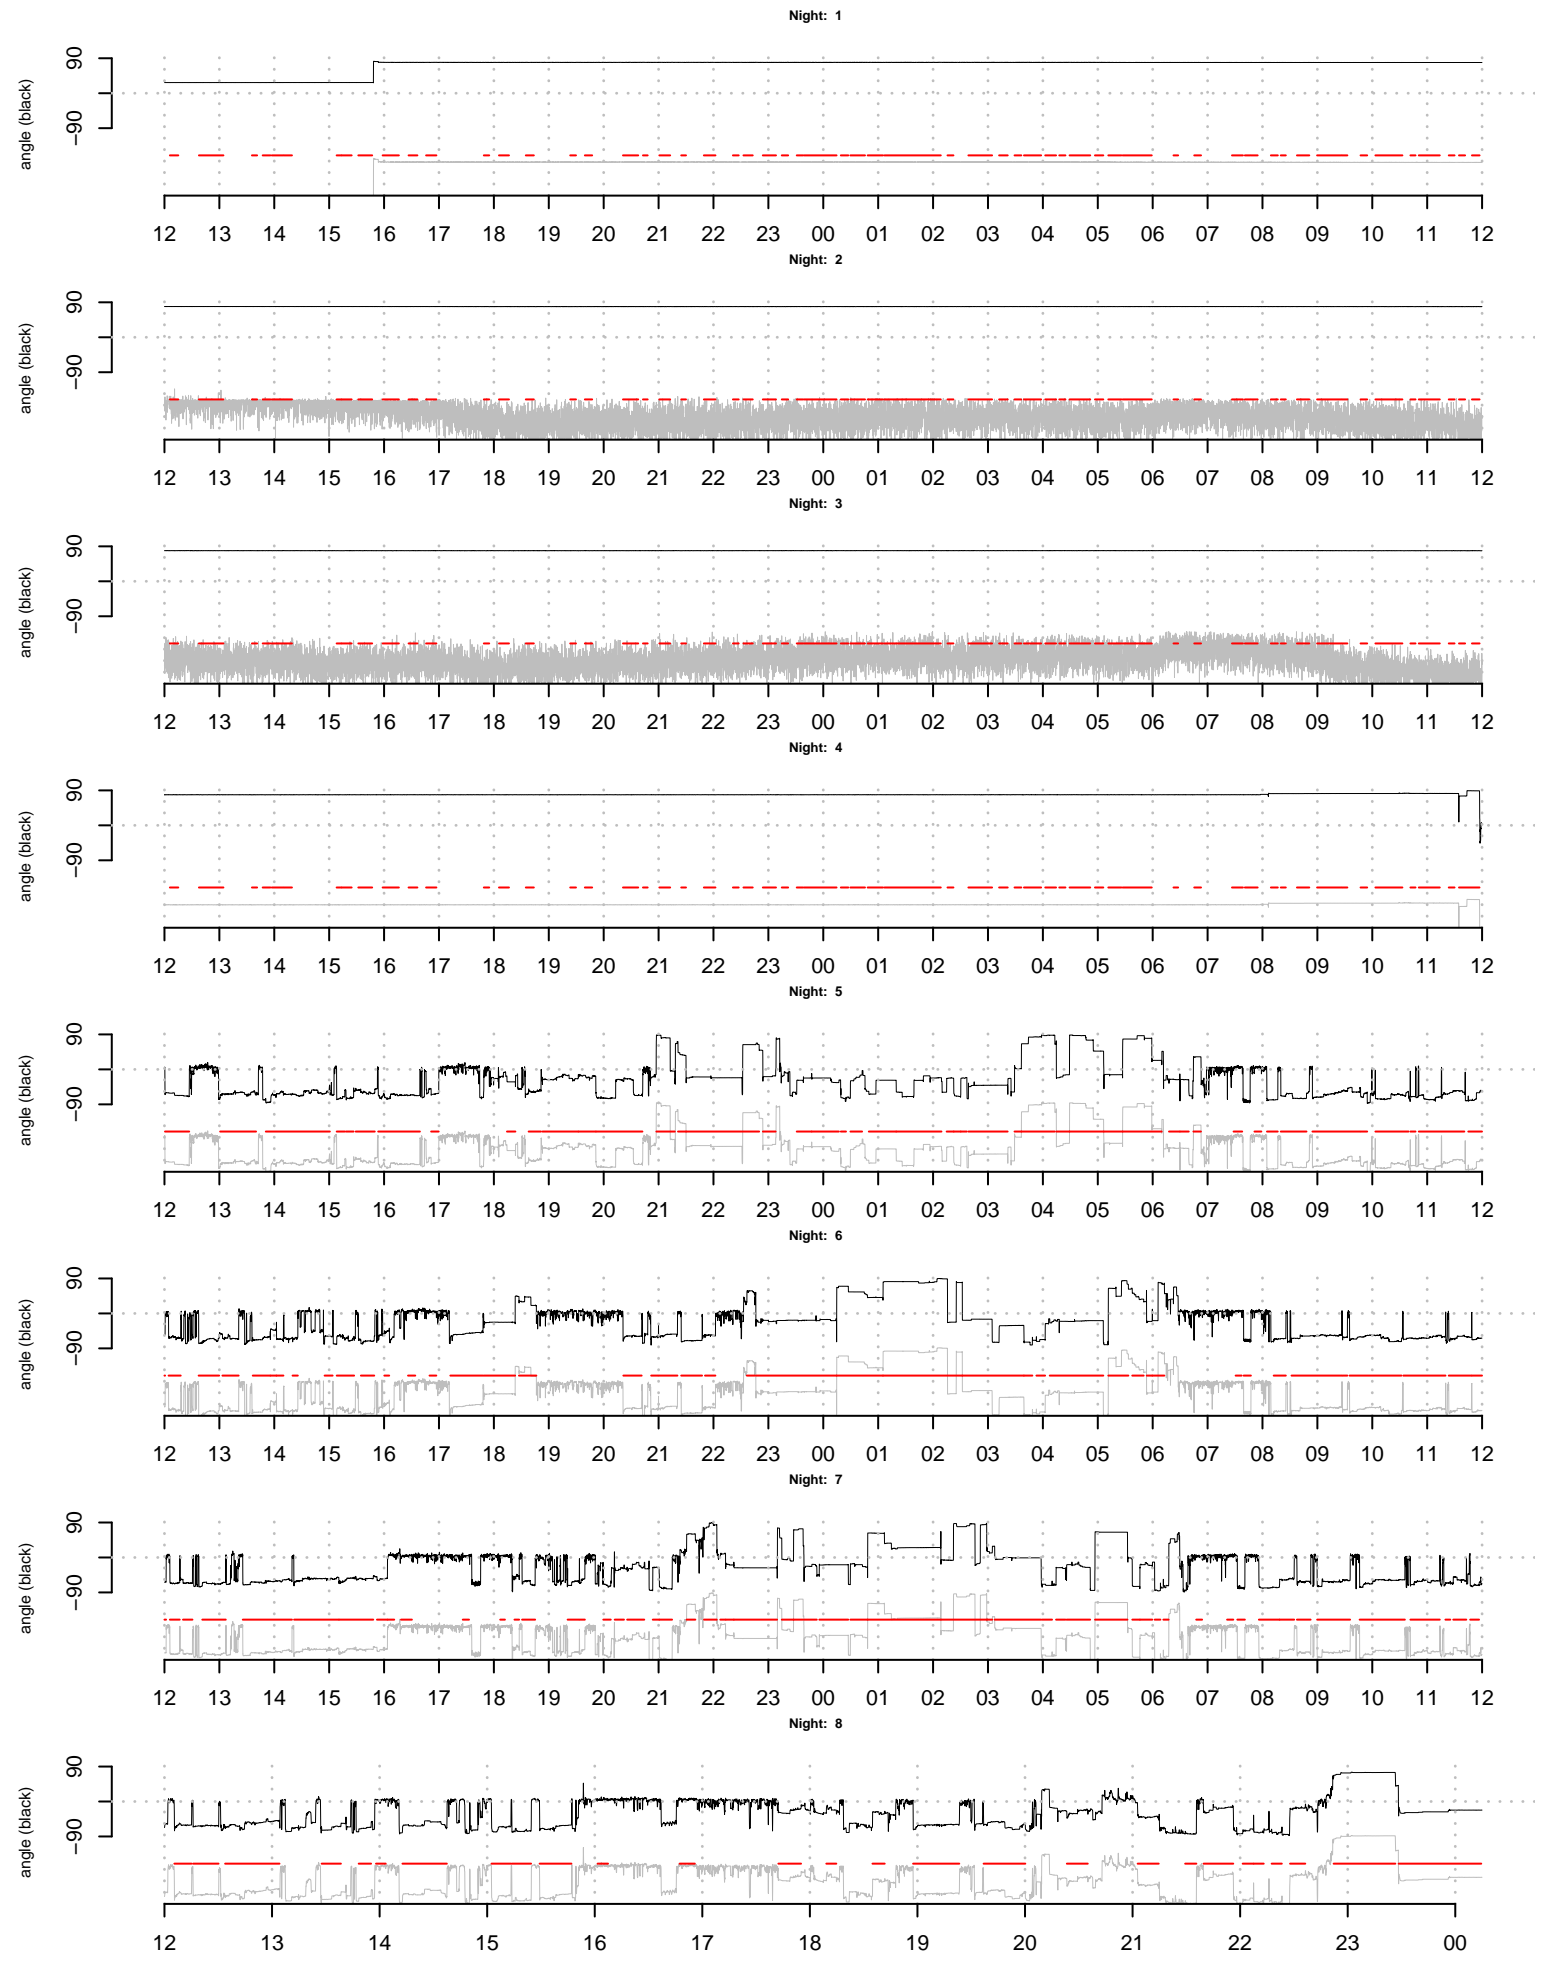 Night: 1
90
-90
angle (black)
12 13 14 15 16 17 18 19 20 21 22 23 00 01 02 03 04 05 06 07 08 09 10 11 12
Night: 2
90
-90
angle (black)
12 13 14 15 16 17 18 19 20 21 22 23 00 01 02 03 04 05 06 07 08 09 10 11 12
Night: 3
90
-90
angle (black)
12 13 14 15 16 17 18 19 20 21 22 23 00 01 02 03 04 05 06 07 08 09 10 11 12
Night: 4
90
-90
angle (black)
12 13 14 15 16 17 18 19 20 21 22 23 00 01 02 03 04 05 06 07 08 09 10 11 12
Night: 5
90
-90
angle (black)
12 13 14 15 16 17 18 19 20 21 22 23 00 01 02 03 04 05 06 07 08 09 10 11 12
Night: 6
90
-90
angle (black)
12 13 14 15 16 17 18 19 20 21 22 23 00 01 02 03 04 05 06 07 08 09 10 11 12
Night: 7
90
-90
angle (black)
12 13 14 15 16 17 18 19 20 21 22 23 00 01 02 03 04 05 06 07 08 09 10 11 12
Night: 8
90
-90
angle (black)
12 13 14 15 16 17 18 19 20 21 22 23 00